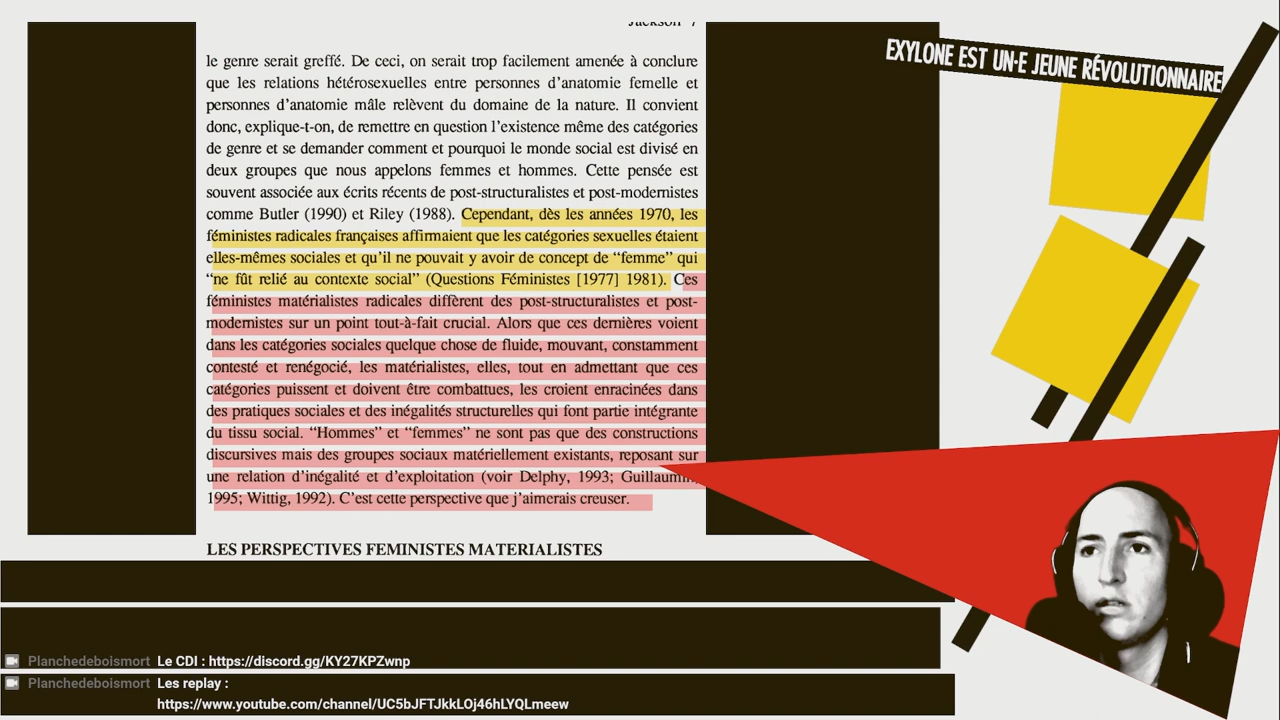 Jackson 7
EXYLONE EST UN·E JEUNE RÉVOLUTIONNAIRE
le genre serait greffé. De ceci, on serait trop facilement amenée à conclure
que les relations hétérosexuelles entre personnes d'anatomie femelle et
personnes d'anatomie mâle relèvent du domaine de la nature. Il convient
donc, explique-t-on, de remettre en question l'existence même des catégories
de genre et se demander comment et pourquoi le monde social est divisé en
deux groupes que nous appelons femmes et hommes. Cette pensée est
souvent associée aux écrits récents de post-structuralistes et post-modernistes
comme Butler (1990) et Riley (1988). Cependant, dès les années 1970, les
féministes radicales françaises affirmaient que les catégories sexuelles étaient
elles-mêmes sociales et qu'il ne pouvait y avoir de concept de “femme” qui
“ne fût relié au contexte social” (Questions Féministes [1977] 1981). Ces
féministes matérialistes radicales diffèrent des post-structuralistes et post-
modernistes sur un point tout-à-fait crucial. Alors que ces dernières voient
dans les catégories sociales quelque chose de fluide, mouvant, constamment
contesté et renégocié, les matérialistes, elles, tout en admettant que ces
catégories puissent et doivent être combattues, les croient enracinées dans
des pratiques sociales et des inégalités structurelles qui font partie intégrante
du tissu social. “Hommes” et “femmes” ne sont pas que des constructions
discursives mais des groupes sociaux matériellement existants, reposant sur
une relation d'inégalité et d'exploitation (voir Delphy, 1993; Guillaumin,
1995; Wittig, 1992). C'est cette perspective que j'aimerais creuser.
LES PERSPECTIVES FEMINISTES MATERIALISTES
Planchedeboismort Le CDI : https://discord.gg/KY27KPZwnp
Planchedeboismort Les replay :
https://www.youtube.com/channel/UC5bJFTJkkLOj46hLYQLmeew